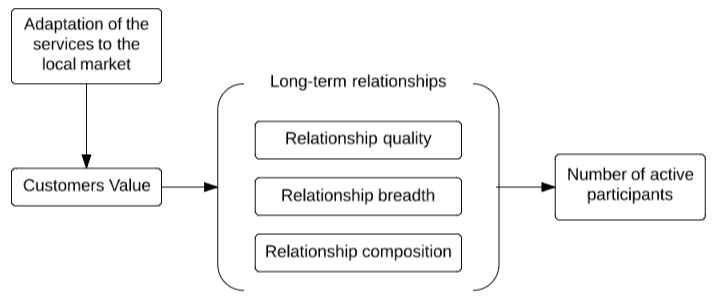 Adaptation of the
services to the
local market
Customers Value
Long-term relationships
Relationship quality
Relationship breadth
Relationship composition
Number of active
participants